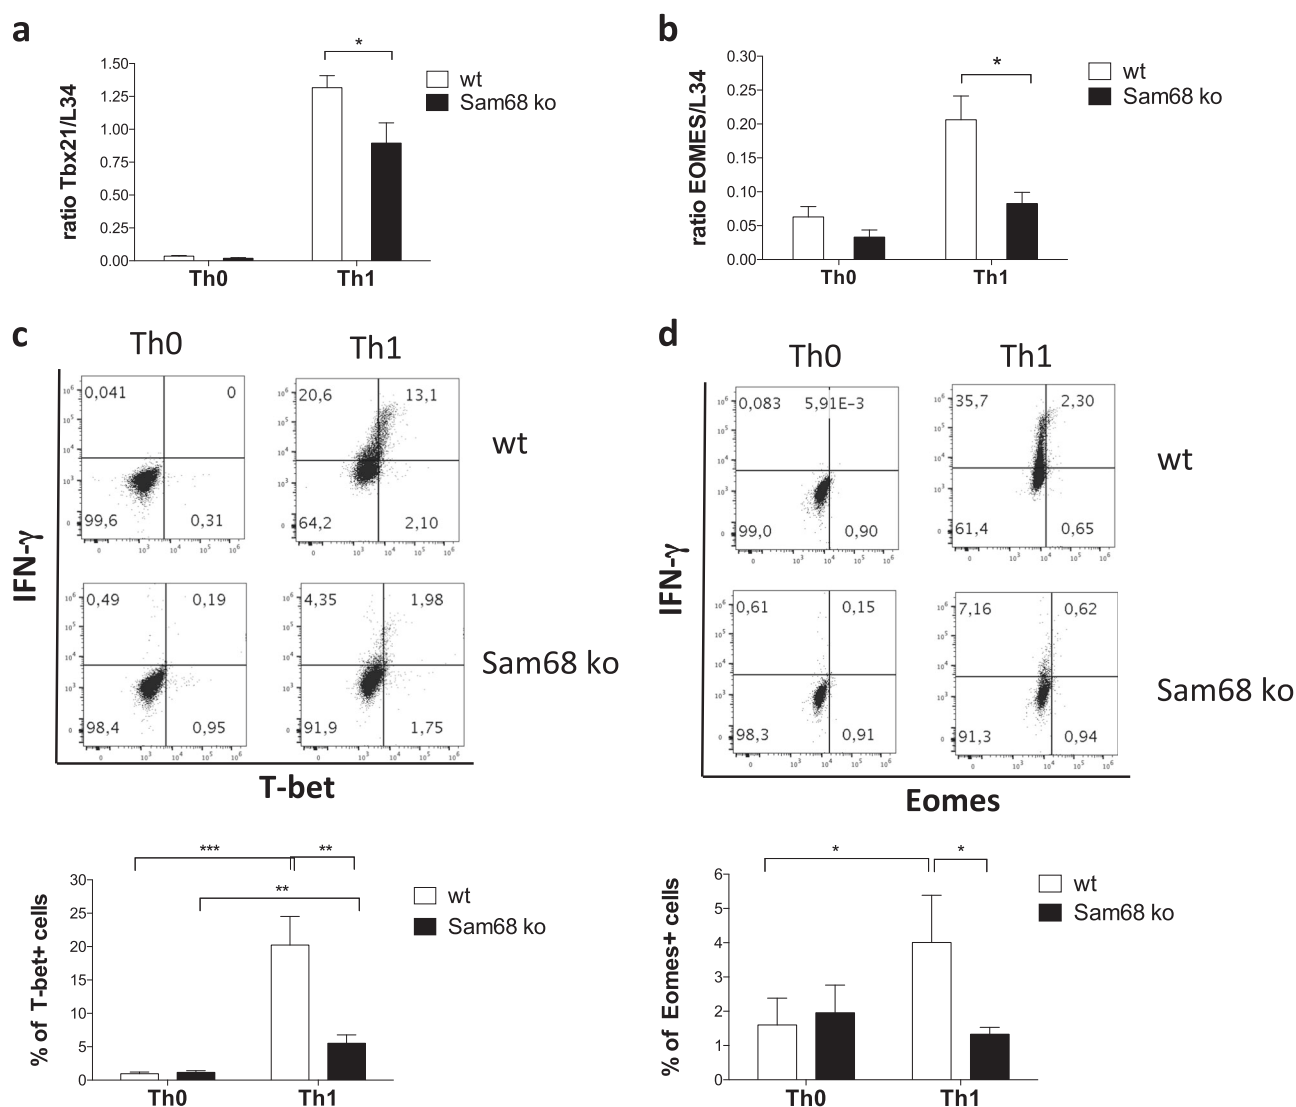 a
*
1.50
1.25
1.00
0.75
0.50
0.25
0.00
ratio Tbx21/L34
wt
Sam68 ko
Th0 Th1
b
*
0.30
0.25
0.20
0.15
0.10
0.05
0.00
ratio EOMES/L34
wt
Sam68 ko
Th0 Th1
c
Th0 Th1
0,041 0
99,6 0,31
20,6 13,1
64,2 2,10
wt
0,49 0,19
98,4 0,95
4,35 1,98
91,9 1,75
Sam68 ko
IFN-γ
T-bet
*** **
**
30
25
20
15
10
5
0
% of T-bet+ cells
wt
Sam68 ko
Th0 Th1
d
Th0 Th1
0,083 5,91E-3
99,0 0,90
35,7 2,30
61,4 0,65
wt
0,61 0,15
98,3 0,91
7,16 0,62
91,3 0,94
Sam68 ko
IFN-γ
Eomes
* *
6
5
4
3
2
1
0
% of Eomes+ cells
wt
Sam68 ko
Th0 Th1